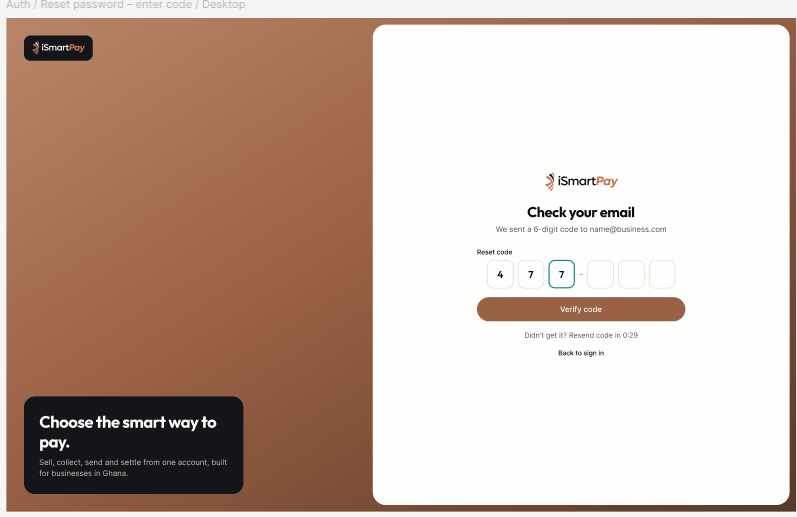 Auth / Reset password – enter code / Desktop
iSmartPay
iSmartPay
Check your email
We sent a 6-digit code to name@business.com
Reset code
4 7 7 –
Verify code
Didn't get it? Resend code in 0:29
Back to sign in
Choose the smart way to
pay.
Sell, collect, send and settle from one account, built
for businesses in Ghana.